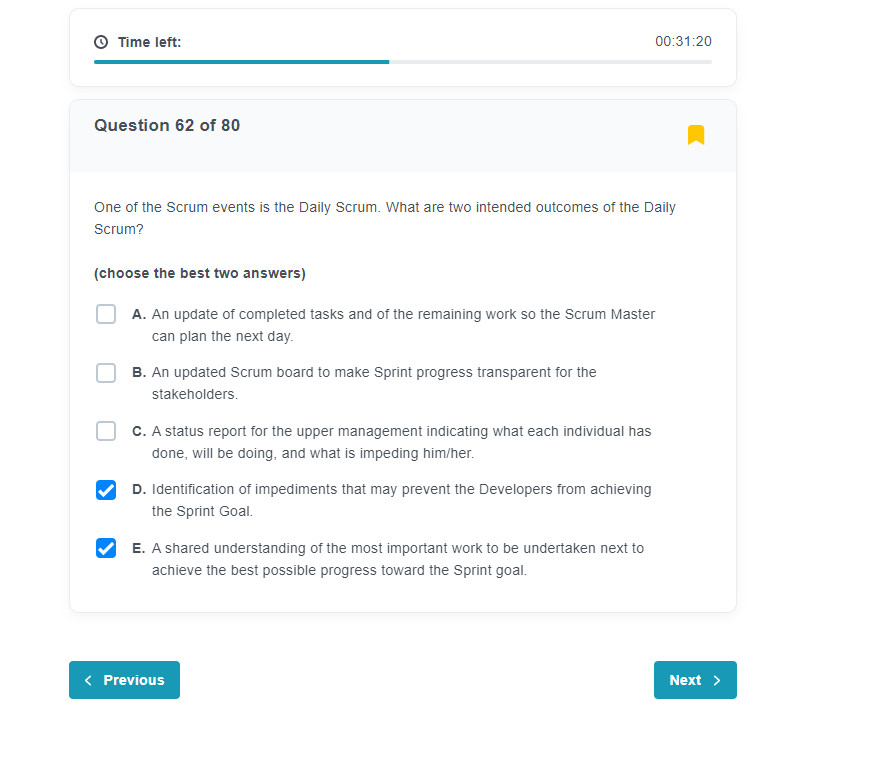 Time left:
00:31:20
Question 62 of 80
One of the Scrum events is the Daily Scrum. What are two intended outcomes of the Daily
Scrum?
(choose the best two answers)
A. An update of completed tasks and of the remaining work so the Scrum Master
can plan the next day.
B. An updated Scrum board to make Sprint progress transparent for the
stakeholders.
C. A status report for the upper management indicating what each individual has
done, will be doing, and what is impeding him/her.
D. Identification of impediments that may prevent the Developers from achieving
the Sprint Goal.
E. A shared understanding of the most important work to be undertaken next to
achieve the best possible progress toward the Sprint goal.
Previous
Next